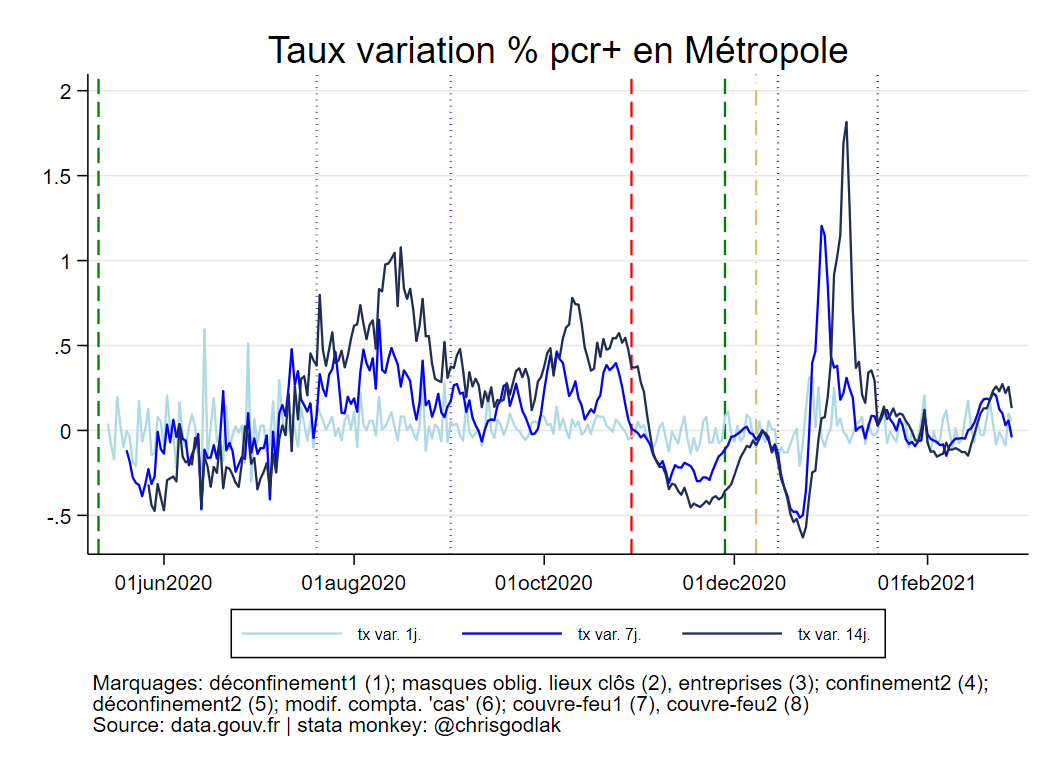 Taux variation % pcr+ en Métropole
2
1.5
1
.5
0
-.5
01jun2020 01aug2020 01oct2020 01dec2020 01feb2021
tx var. 1j. tx var. 7j. tx var. 14j.
Marquages: déconfinement1 (1); masques oblig. lieux clôs (2), entreprises (3); confinement2 (4);
déconfinement2 (5); modif. compta. 'cas' (6); couvre-feu1 (7), couvre-feu2 (8)
Source: data.gouv.fr | stata monkey: @chrisgodlak